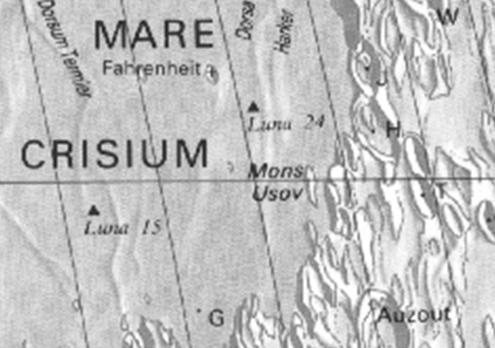 W
Dorsum Termier
MARE
Dorsa
Harker
Fahrenheit
J
Luna 24
H
CRISIUM
Mons
Usov
T
Luna 15
G
Auzout